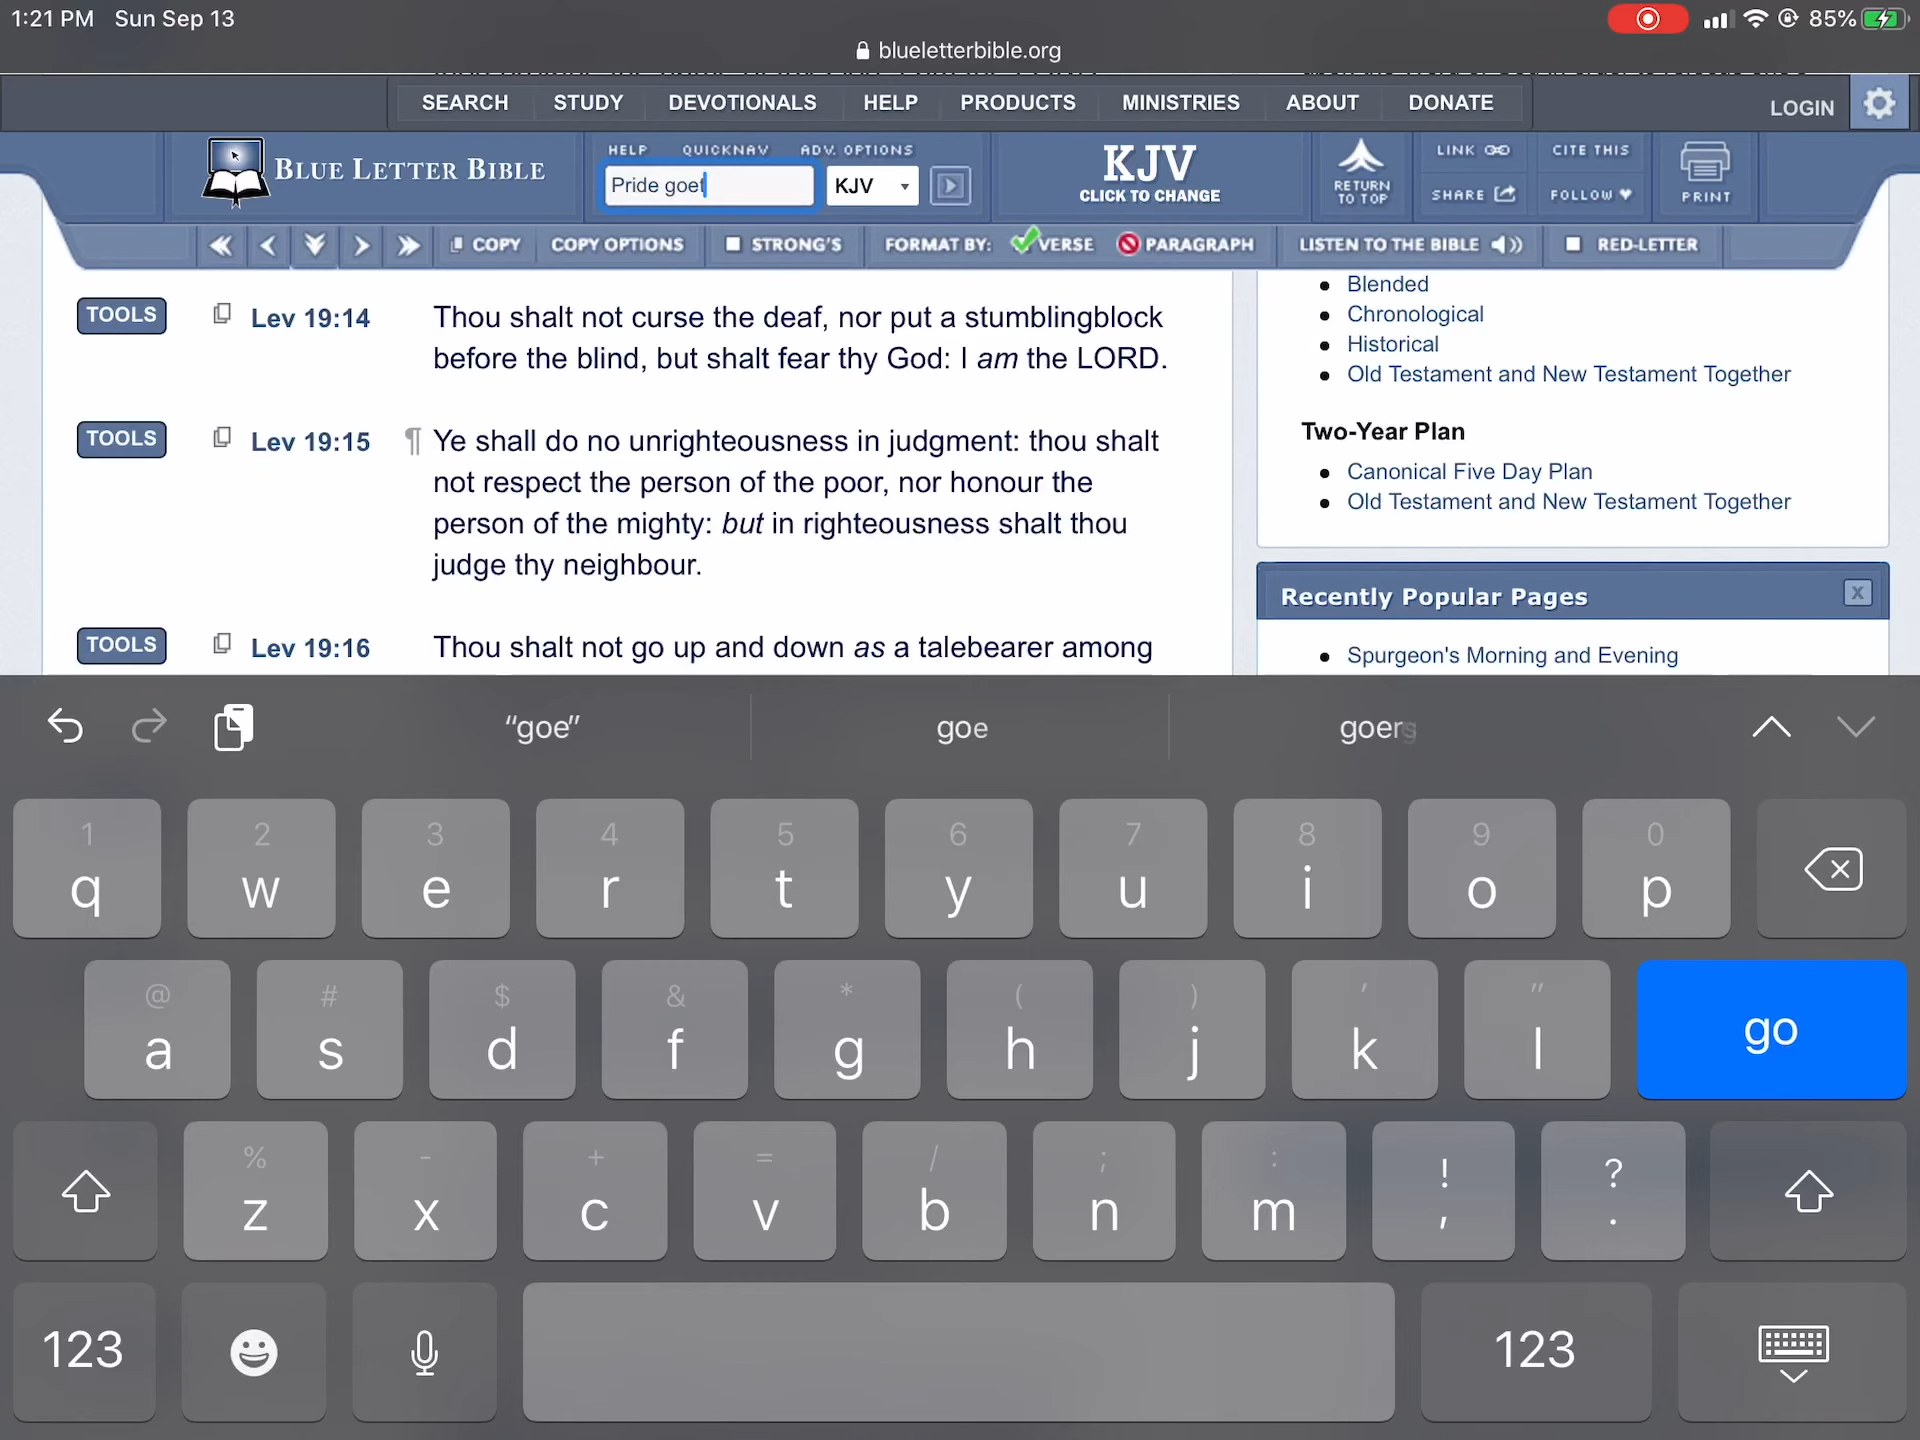 1:21 PM Sun Sep 13 85%
blueletterbible.org
SEARCH STUDY DEVOTIONALS HELP PRODUCTS MINISTRIES ABOUT DONATE LOGIN
HELP QUICKNAV ADV. OPTIONS
BLUE LETTER BIBLE
Pride goet KJV
KJV
CLICK TO CHANGE
RETURN
TO TOP
LINK CITE THIS
SHARE FOLLOW
PRINT
COPY COPY OPTIONS STRONG'S FORMAT BY: VERSE PARAGRAPH LISTEN TO THE BIBLE RED-LETTER
TOOLS Lev 19:14 Thou shalt not curse the deaf, nor put a stumblingblock
before the blind, but shalt fear thy God: I am the LORD.
TOOLS Lev 19:15 ¶ Ye shall do no unrighteousness in judgment: thou shalt
not respect the person of the poor, nor honour the
person of the mighty: but in righteousness shalt thou
judge thy neighbour.
TOOLS Lev 19:16 Thou shalt not go up and down as a talebearer among
• Blended
• Chronological
• Historical
• Old Testament and New Testament Together
Two-Year Plan
• Canonical Five Day Plan
• Old Testament and New Testament Together
Recently Popular Pages X
• Spurgeon's Morning and Evening
“goe” goe goers
1 2 3 4 5 6 7 8 9 0
q w e r t y u i o p
@ # $ & * ( ) ' "
a s d f g h j k l go
% - + = / ; : ! ?
z x c v b n m , .
123 123